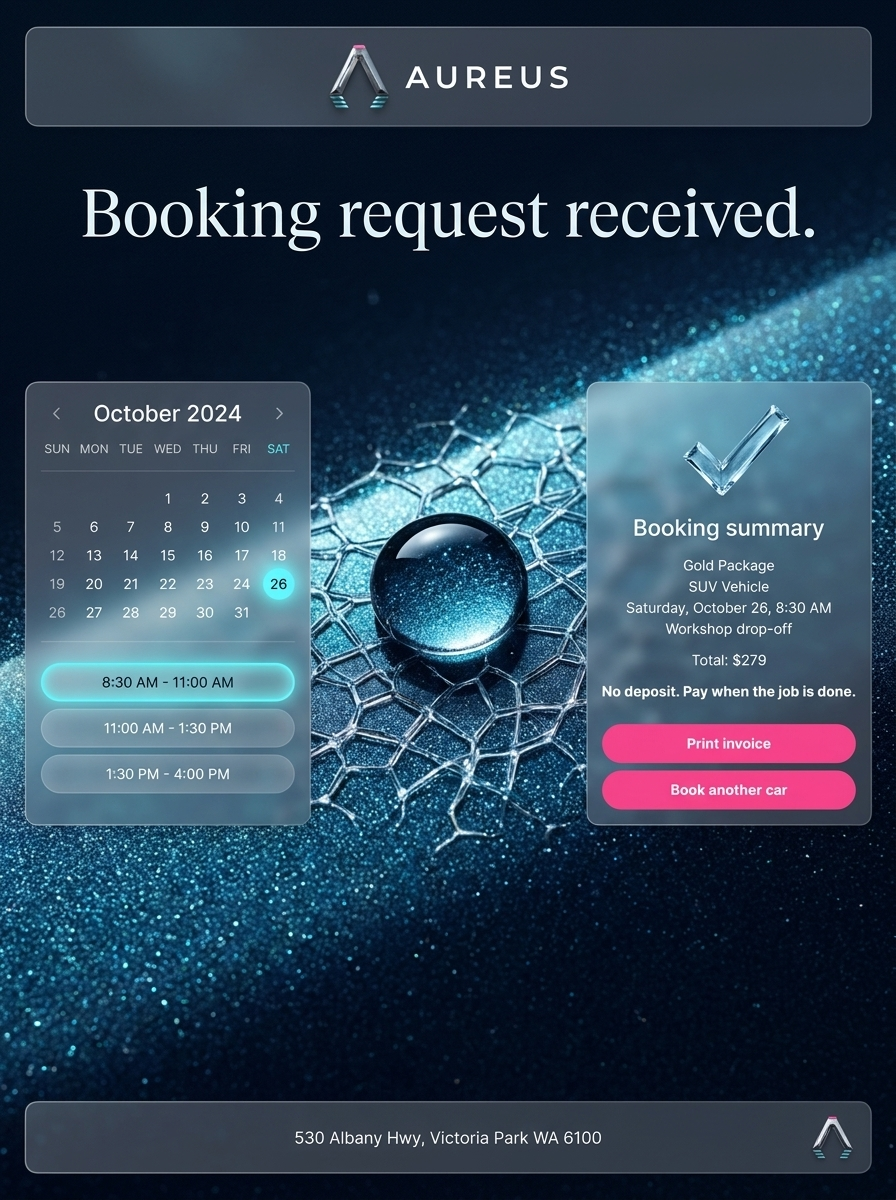 AUREUS
Booking request received.
October 2024
SUN MON TUE WED THU FRI SAT
1 2 3 4
5 6 7 8 9 10 11
12 13 14 15 16 17 18
19 20 21 22 23 24 26
26 27 28 29 30 31
8:30 AM - 11:00 AM
11:00 AM - 1:30 PM
1:30 PM - 4:00 PM
Booking summary
Gold Package
SUV Vehicle
Saturday, October 26, 8:30 AM
Workshop drop-off
Total: $279
No deposit. Pay when the job is done.
Print invoice
Book another car
530 Albany Hwy, Victoria Park WA 6100